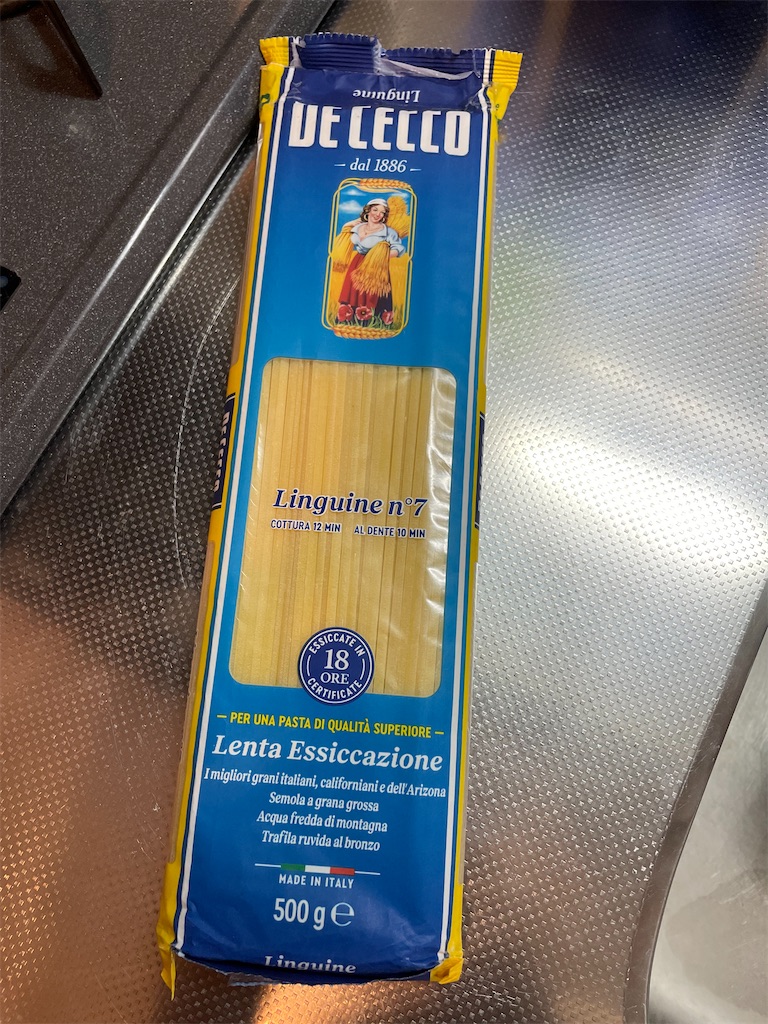 Linguine
DE CECCO
dal 1886
Linguine n°7
COTTURA 12 MIN AL DENTE 10 MIN
ESSICCATE IN
18
ORE
CERTIFICATE
PER UNA PASTA DI QUALITÀ SUPERIORE
Lenta Essiccazione
I migliori grani italiani, californiani e dell'Arizona
Semola a grana grossa
Acqua fredda di montagna
Trafila ruvida al bronzo
MADE IN ITALY
500 g e
Linguine